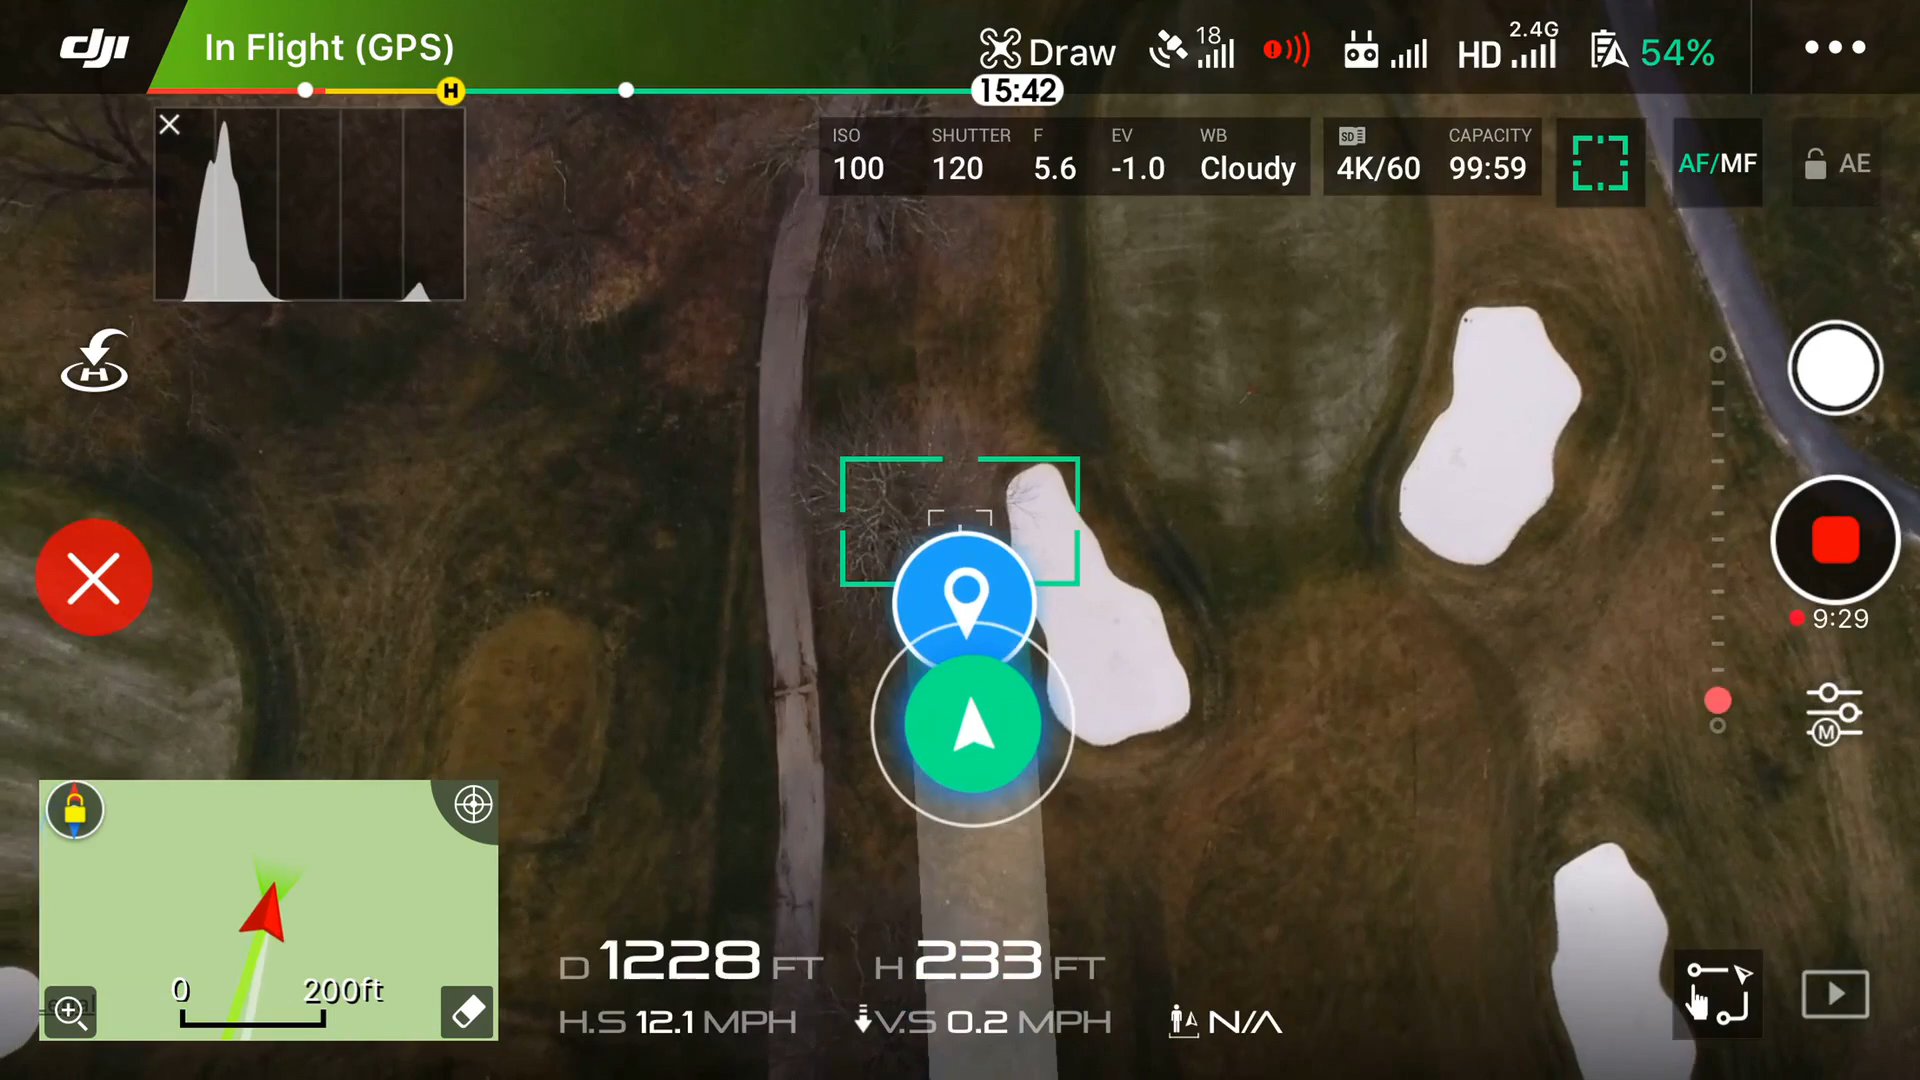 dji
In Flight (GPS)
Draw
18
HD
2.4G
54%
H
15:42
ISO
100
SHUTTER
120
F
5.6
EV
-1.0
WB
Cloudy
SD
4K/60
CAPACITY
99:59
AF/MF
AE
H
9:29
M
0
200ft
D 1228 FT
H 233 FT
H.S 12.1 MPH
V.S 0.2 MPH
N/A